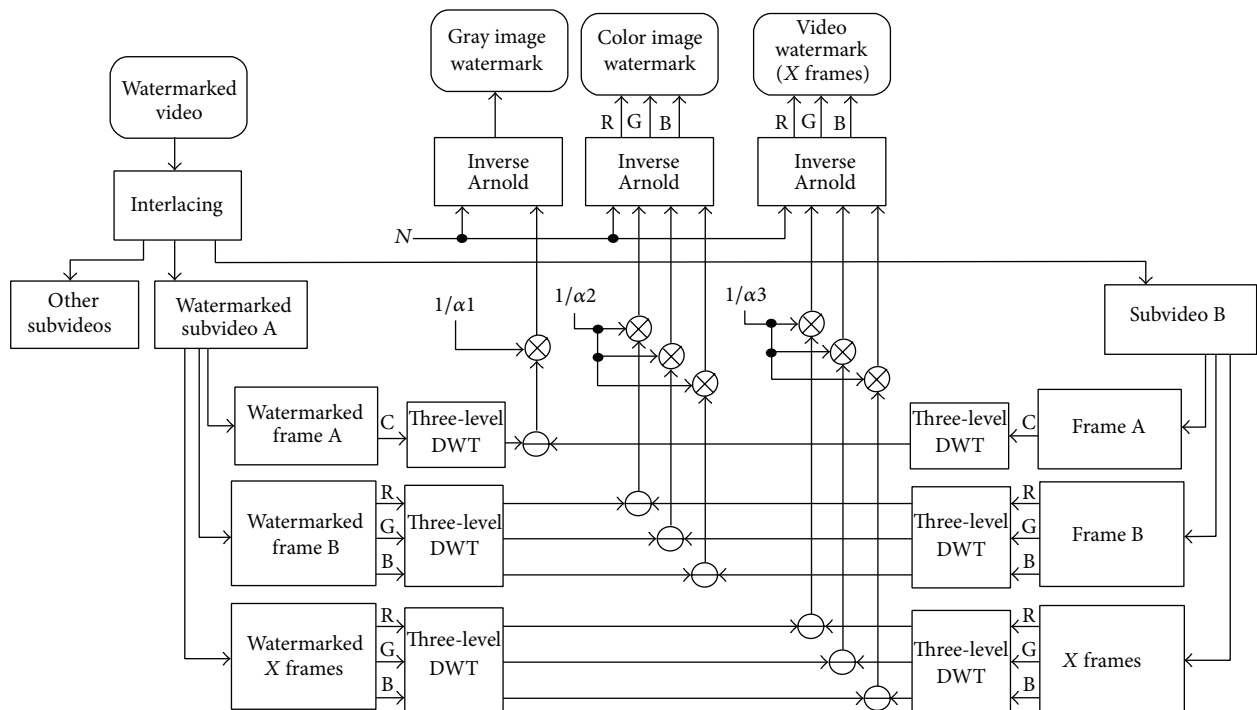 Watermarked
video
Gray image
watermark
Color image
watermark
Video
watermark
(X frames)
R G B
R G B
Interlacing
Inverse
Arnold
Inverse
Arnold
Inverse
Arnold
N
Other
subvideos
Watermarked
subvideo A
1/α1
1/α2
1/α3
Subvideo B
Watermarked
frame A
C
Three-level
DWT
Three-level
DWT
C
Frame A
Watermarked
frame B
R
G
B
Three-level
DWT
Three-level
DWT
R
G
B
Frame B
Watermarked
X frames
R
G
B
Three-level
DWT
Three-level
DWT
R
G
B
X frames